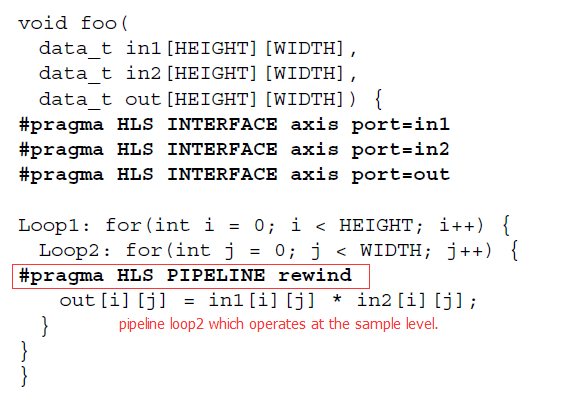 void foo(
data_t in1[HEIGHT][WIDTH],
data_t in2[HEIGHT][WIDTH],
data_t out[HEIGHT][WIDTH]) {
#pragma HLS INTERFACE axis port=in1
#pragma HLS INTERFACE axis port=in2
#pragma HLS INTERFACE axis port=out
Loop1: for(int i = 0; i < HEIGHT; i++) {
Loop2: for(int j = 0; j < WIDTH; j++) {
#pragma HLS PIPELINE rewind
out[i][j] = in1[i][j] * in2[i][j];
} pipeline loop2 which operates at the sample level.
}
}